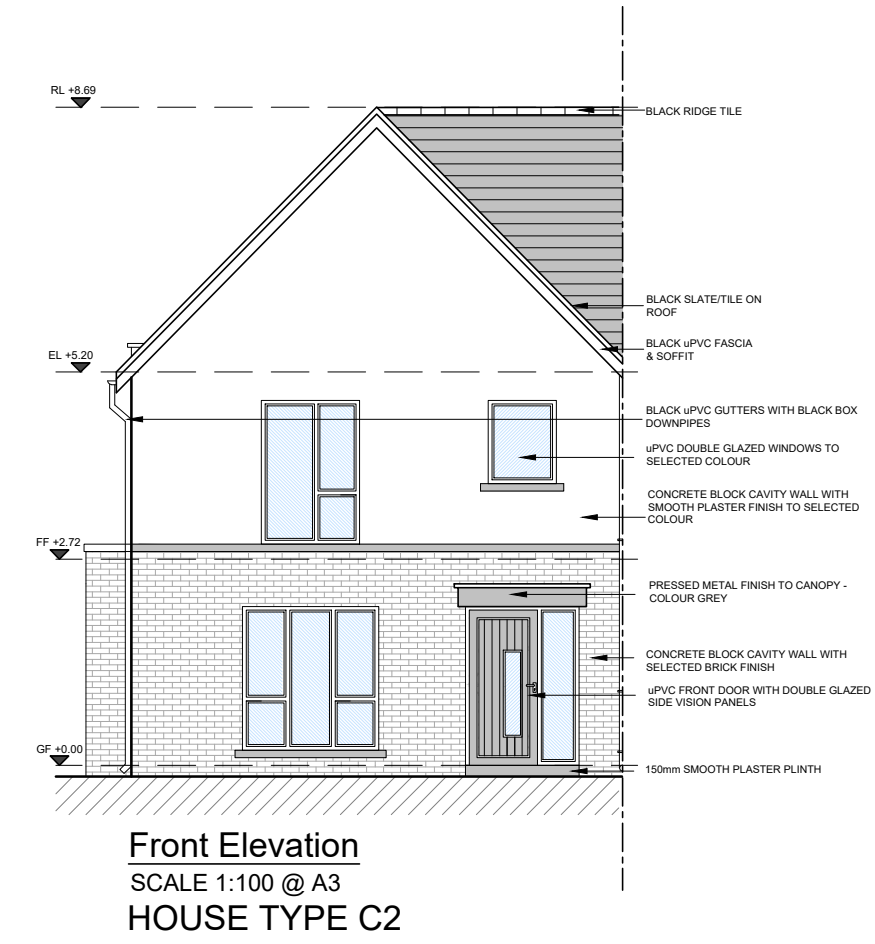 RL +8.69
BLACK RIDGE TILE
BLACK SLATE/TILE ON
ROOF
BLACK uPVC FASCIA
& SOFFIT
EL +5.20
BLACK uPVC GUTTERS WITH BLACK BOX
DOWNPIPES
uPVC DOUBLE GLAZED WINDOWS TO
SELECTED COLOUR
CONCRETE BLOCK CAVITY WALL WITH
SMOOTH PLASTER FINISH TO SELECTED
COLOUR
FF +2.72
PRESSED METAL FINISH TO CANOPY -
COLOUR GREY
CONCRETE BLOCK CAVITY WALL WITH
SELECTED BRICK FINISH
uPVC FRONT DOOR WITH DOUBLE GLAZED
SIDE VISION PANELS
GF +0.00
150mm SMOOTH PLASTER PLINTH
Front Elevation
SCALE 1:100 @ A3
HOUSE TYPE C2